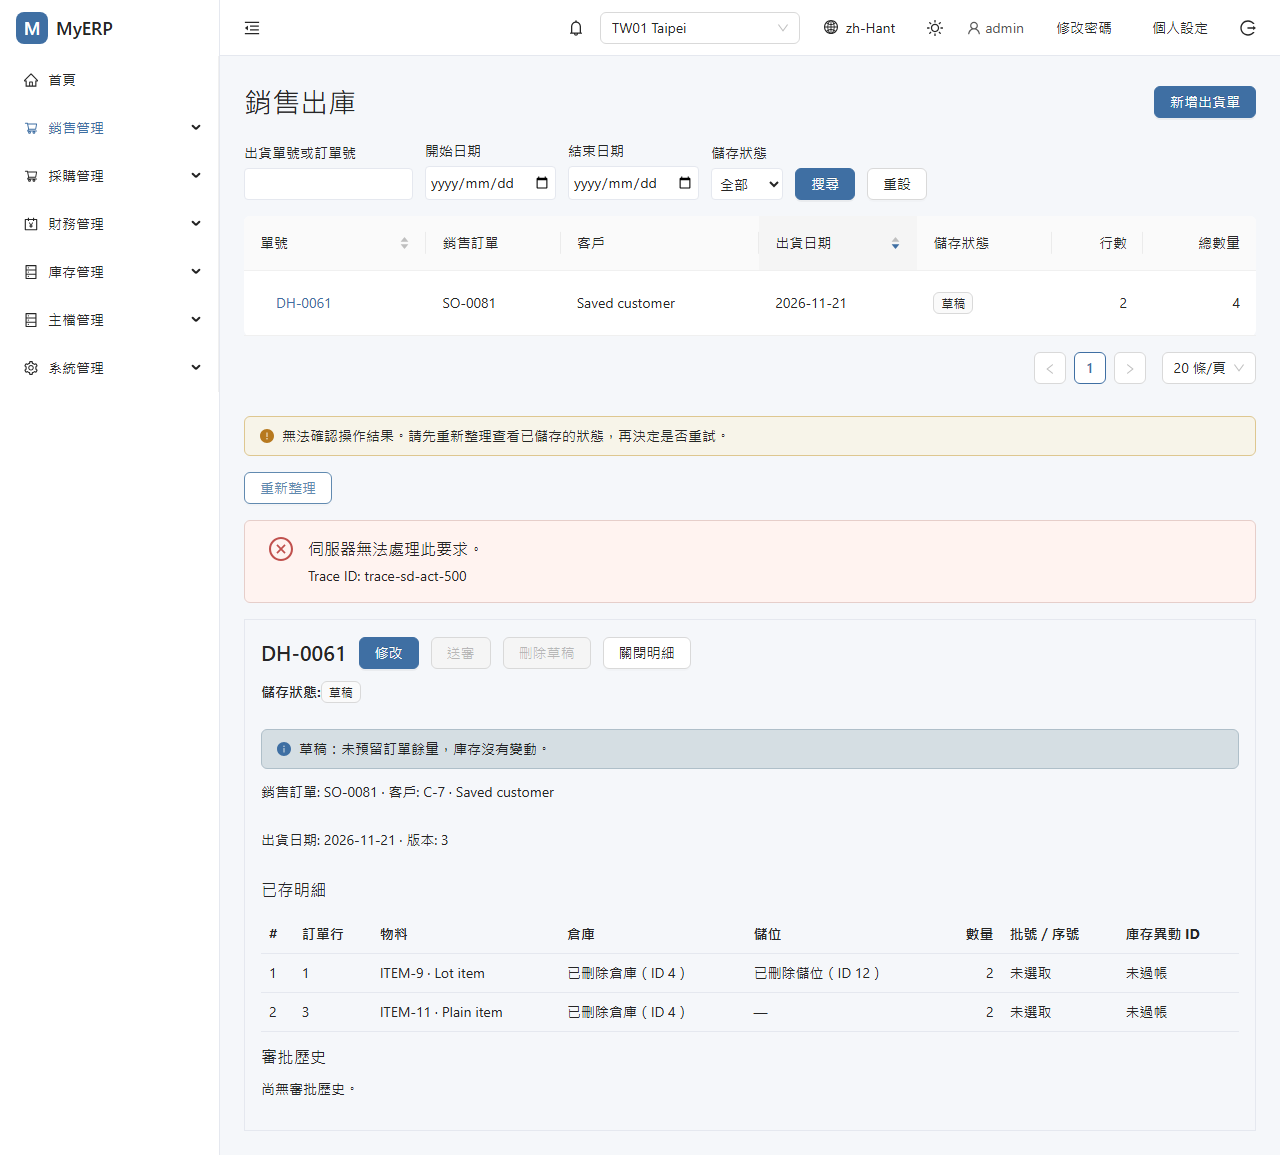 M MyERP
TW01 Taipei
zh-Hant
admin
修改密碼
個人設定
首頁
銷售管理
採購管理
財務管理
庫存管理
主檔管理
系統管理
銷售出庫
新增出貨單
出貨單號或訂單號
開始日期
結束日期
儲存狀態
yyyy/mm/dd
yyyy/mm/dd
全部
搜尋
重設
單號 銷售訂單 客戶 出貨日期 儲存狀態 行數 總數量
DH-0061 SO-0081 Saved customer 2026-11-21 草稿 2 4
< 1 > 20 條/頁
無法確認操作結果。請先重新整理查看已儲存的狀態，再決定是否重試。
重新整理
伺服器無法處理此要求。
Trace ID: trace-sd-act-500
DH-0061 修改 送審 刪除草稿 關閉明細
儲存狀態: 草稿
草稿：未預留訂單餘量，庫存沒有變動。
銷售訂單: SO-0081 · 客戶: C-7 · Saved customer
出貨日期: 2026-11-21 · 版本: 3
已存明細
# 訂單行 物料 倉庫 儲位 數量 批號 / 序號 庫存異動 ID
1 1 ITEM-9 · Lot item 已刪除倉庫（ID 4） 已刪除儲位（ID 12） 2 未選取 未過帳
2 3 ITEM-11 · Plain item 已刪除倉庫（ID 4） — 2 未選取 未過帳
審批歷史
尚無審批歷史。